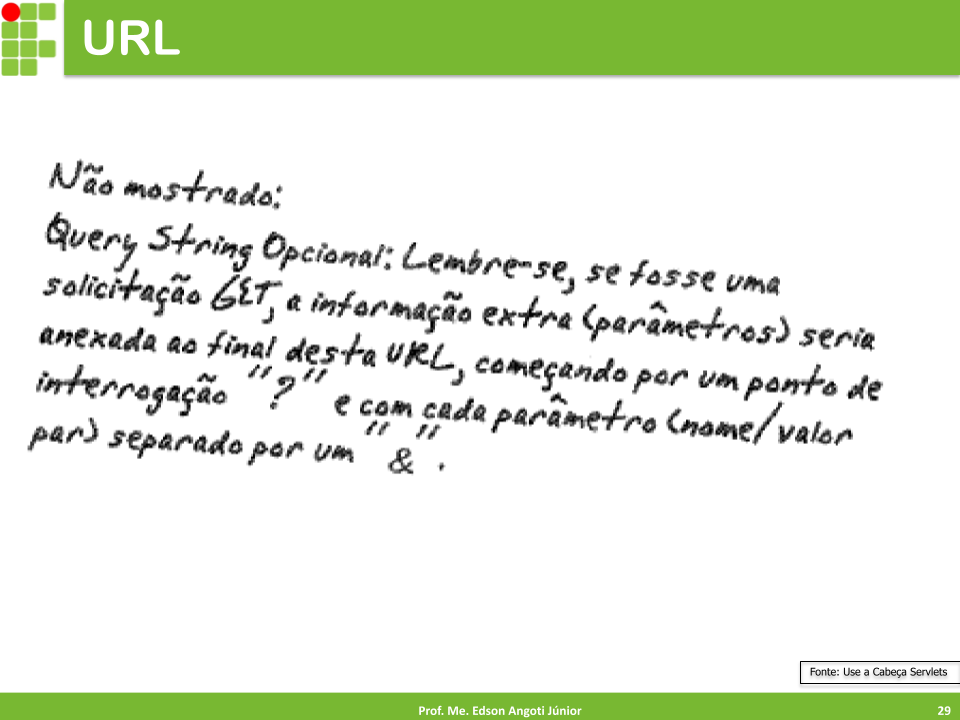 URL
Não mostrado:
Query String Opcional: Lembre-se, se fosse uma
solicitação GET, a informação extra (parâmetros) seria
anexada ao final desta URL, começando por um ponto de
interrogação "?" e com cada parâmetro (nome/valor
par) separado por um "&".
Fonte: Use a Cabeça Servlets
Prof. Me. Edson Angoti Júnior
29